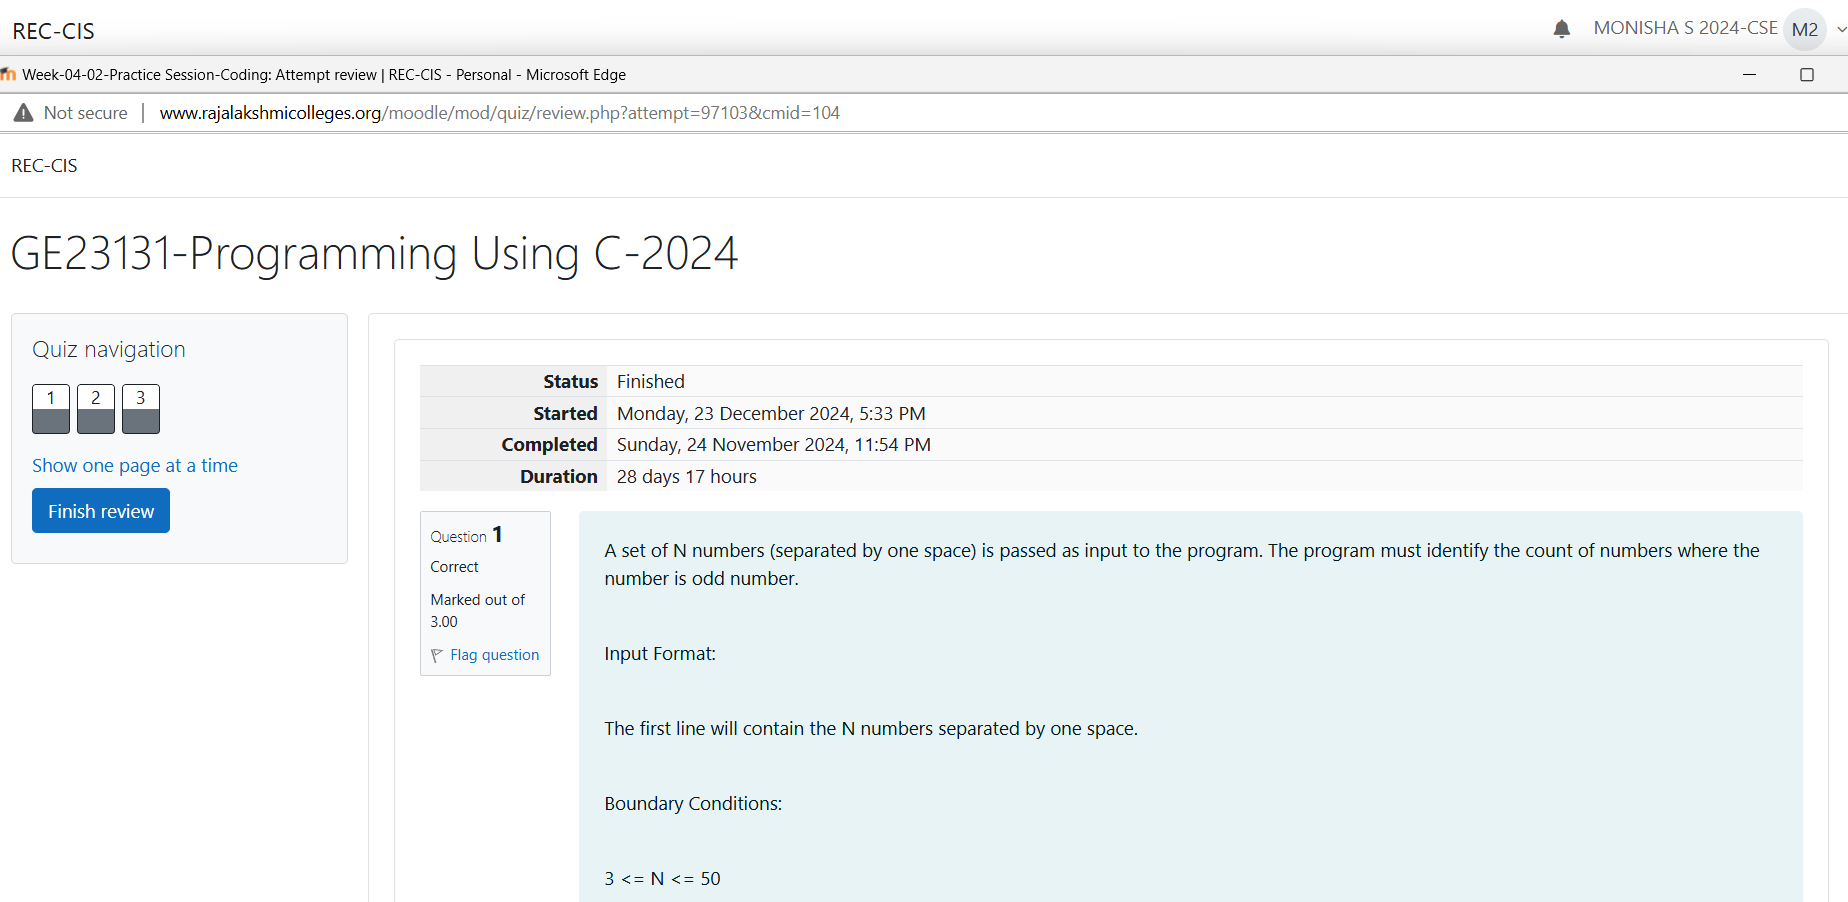 REC-CIS
MONISHA S 2024-CSE M2
Week-04-02-Practice Session-Coding: Attempt review | REC-CIS - Personal - Microsoft Edge
Not secure www.rajalakshmicolleges.org/moodle/mod/quiz/review.php?attempt=97103&cmid=104
REC-CIS
GE23131-Programming Using C-2024
Quiz navigation
1 2 3
Show one page at a time
Finish review
Status Finished
Started Monday, 23 December 2024, 5:33 PM
Completed Sunday, 24 November 2024, 11:54 PM
Duration 28 days 17 hours
Question 1
Correct
Marked out of
3.00
Flag question
A set of N numbers (separated by one space) is passed as input to the program. The program must identify the count of numbers where the
number is odd number.
Input Format:
The first line will contain the N numbers separated by one space.
Boundary Conditions:
3 <= N <= 50